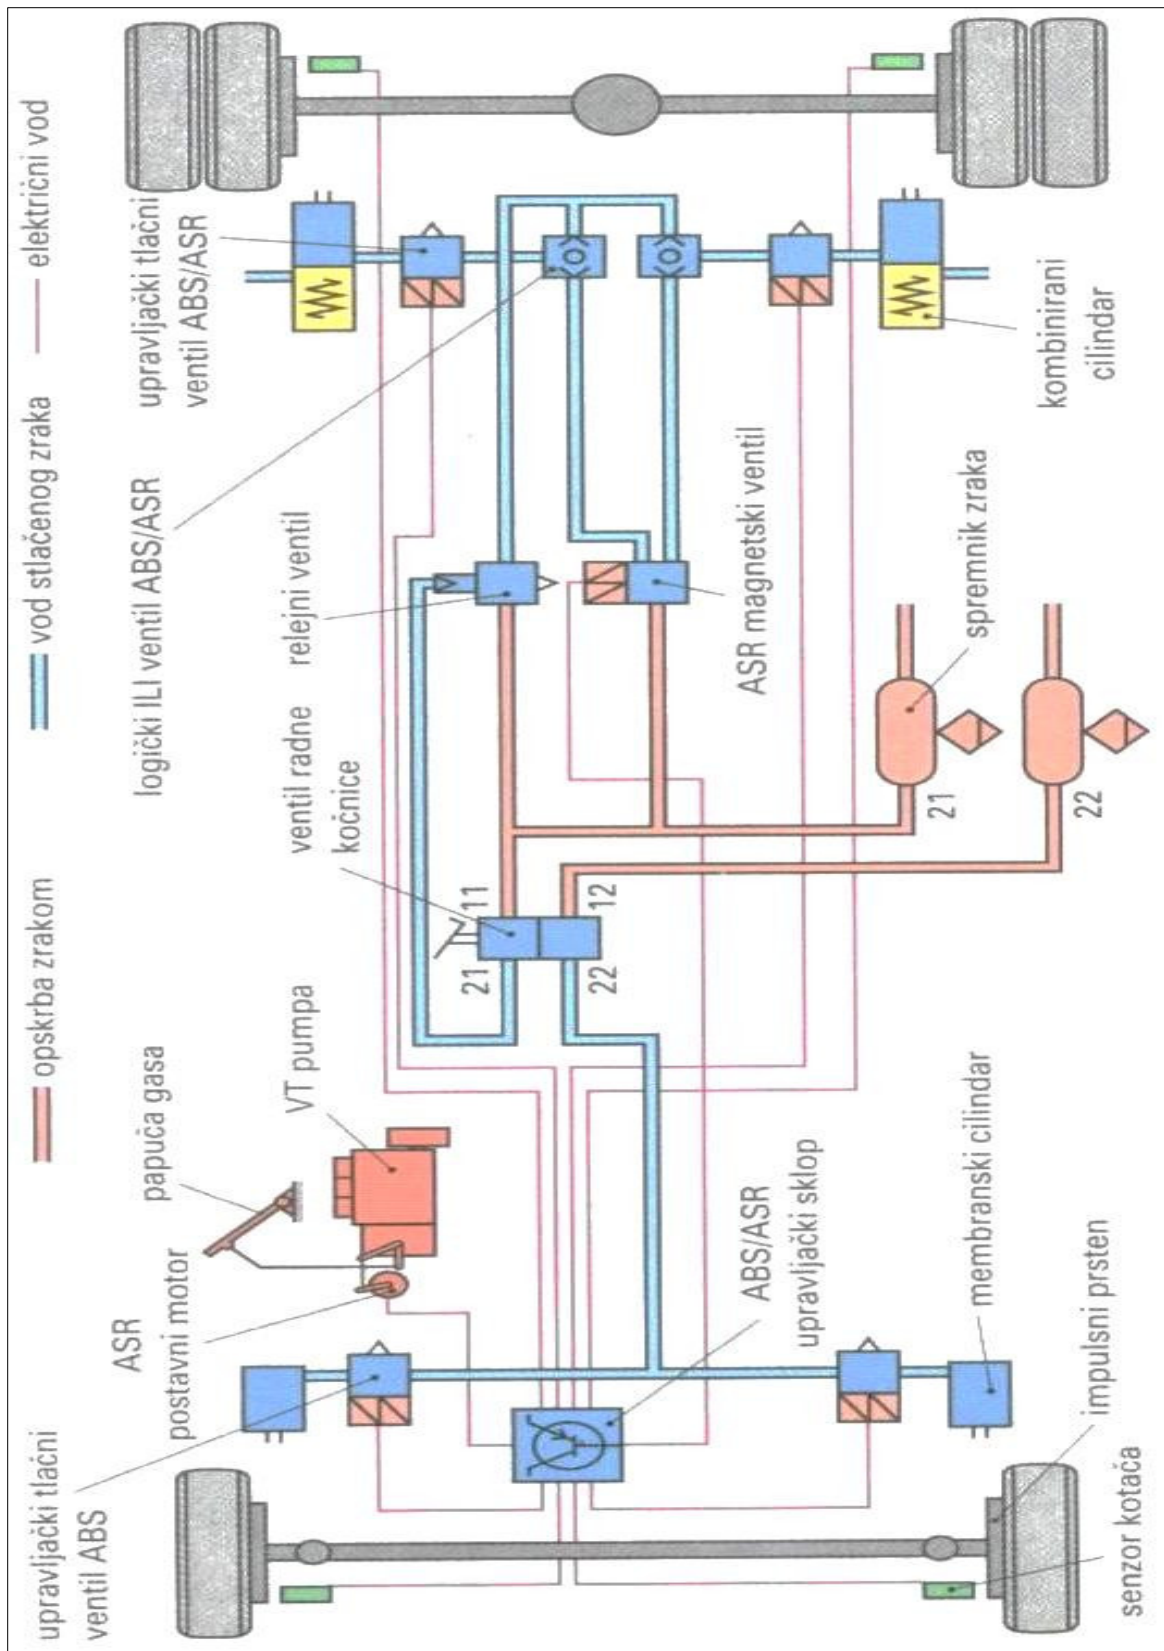 opskrba zrakom
vod stlačenog zraka
električni vod
upravljački tlačni
ventil ABS
ASR
postavni motor
papuča gasa
VT pumpa
ventil radne
kočnice
relejni ventil
logički ILI ventil ABS/ASR
upravljački tlačni
ventil ABS/ASR
21
11
22
12
ABS/ASR
upravljački sklop
ASR magnetski ventil
21
22
spremnik zraka
kombinirani
cilindar
membranski cilindar
impulsni prsten
senzor kotača